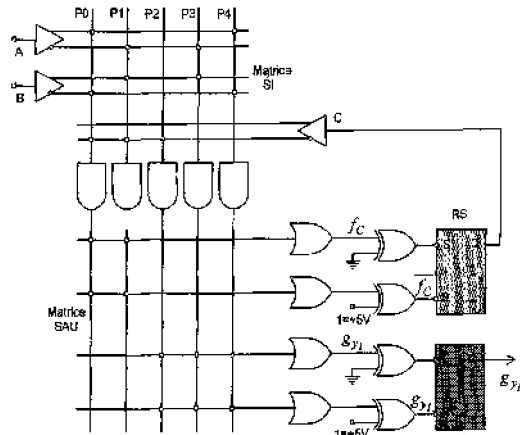 P0 P1 P2 P3 P4
A
B
Matrice
SI
C
RS
f_C
S
f_C
1=+5V
Matrice
SAU
g_y1
g_y1
g_y1
1=+5V